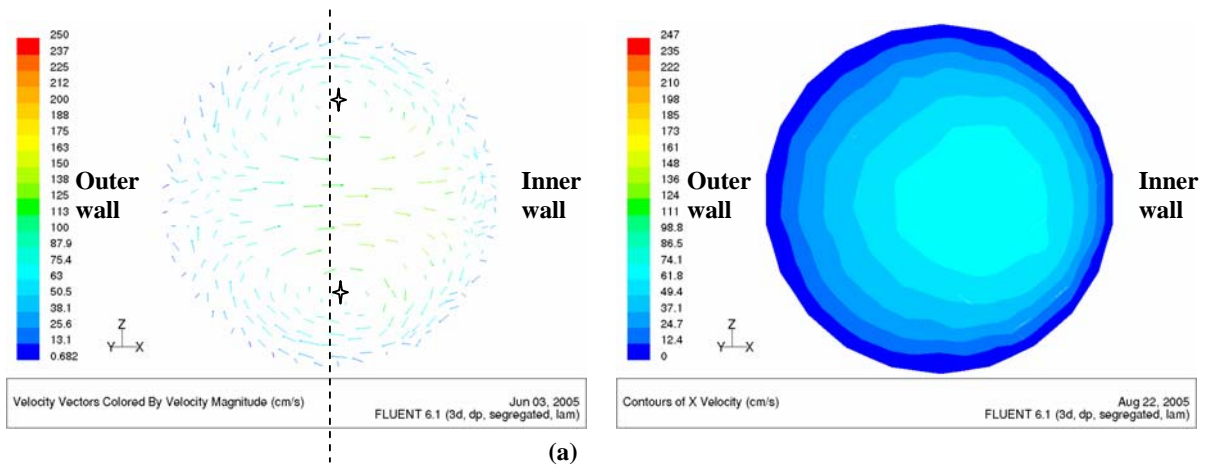 250
237
225
212
200
188
175
163
150
138
125
113
100
87.9
75.4
63
50.5
38.1
25.6
13.1
0.682
Outer
wall
Inner
wall
Z
Y X
Velocity Vectors Colored By Velocity Magnitude (cm/s)
Jun 03, 2005
FLUENT 6.1 (3d, dp, segregated, lam)
247
235
222
210
198
185
173
161
148
136
124
111
98.8
86.5
74.1
61.8
49.4
37.1
24.7
12.4
0
Outer
wall
Inner
wall
Z
Y X
Contours of X Velocity (cm/s)
Aug 22, 2005
FLUENT 6.1 (3d, dp, segregated, lam)
(a)